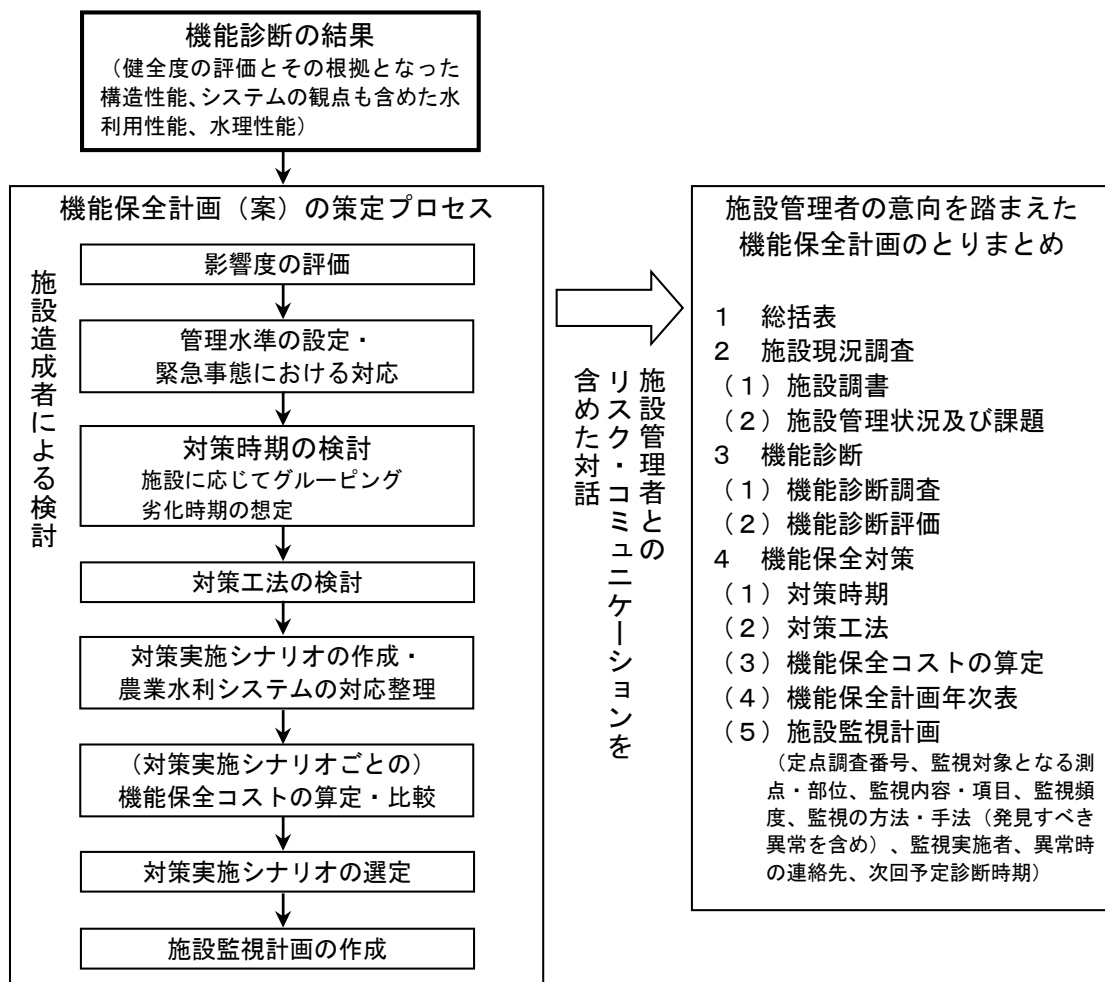 機能診断の結果
（健全度の評価とその根拠となった
構造性能、システムの観点も含めた水
利用性能、水理性能）
機能保全計画（案）の策定プロセス
施設造成者による検討
影響度の評価
管理水準の設定・
緊急事態における対応
対策時期の検討
施設に応じてグルーピング
劣化時期の想定
対策工法の検討
対策実施シナリオの作成・
農業水利システムの対応整理
（対策実施シナリオごとの）
機能保全コストの算定・比較
対策実施シナリオの選定
施設監視計画の作成
施設管理者との
リスク・コミュニケーションを
含めた対話
施設管理者の意向を踏まえた
機能保全計画のとりまとめ
１　総括表
２　施設現況調査
（１）施設調書
（２）施設管理状況及び課題
３　機能診断
（１）機能診断調査
（２）機能診断評価
４　機能保全対策
（１）対策時期
（２）対策工法
（３）機能保全コストの算定
（４）機能保全計画年次表
（５）施設監視計画
（定点調査番号、監視対象となる測
点・部位、監視内容・項目、監視頻
度、監視の方法・手法（発見すべき
異常を含め）、監視実施者、異常時
の連絡先、次回予定診断時期）